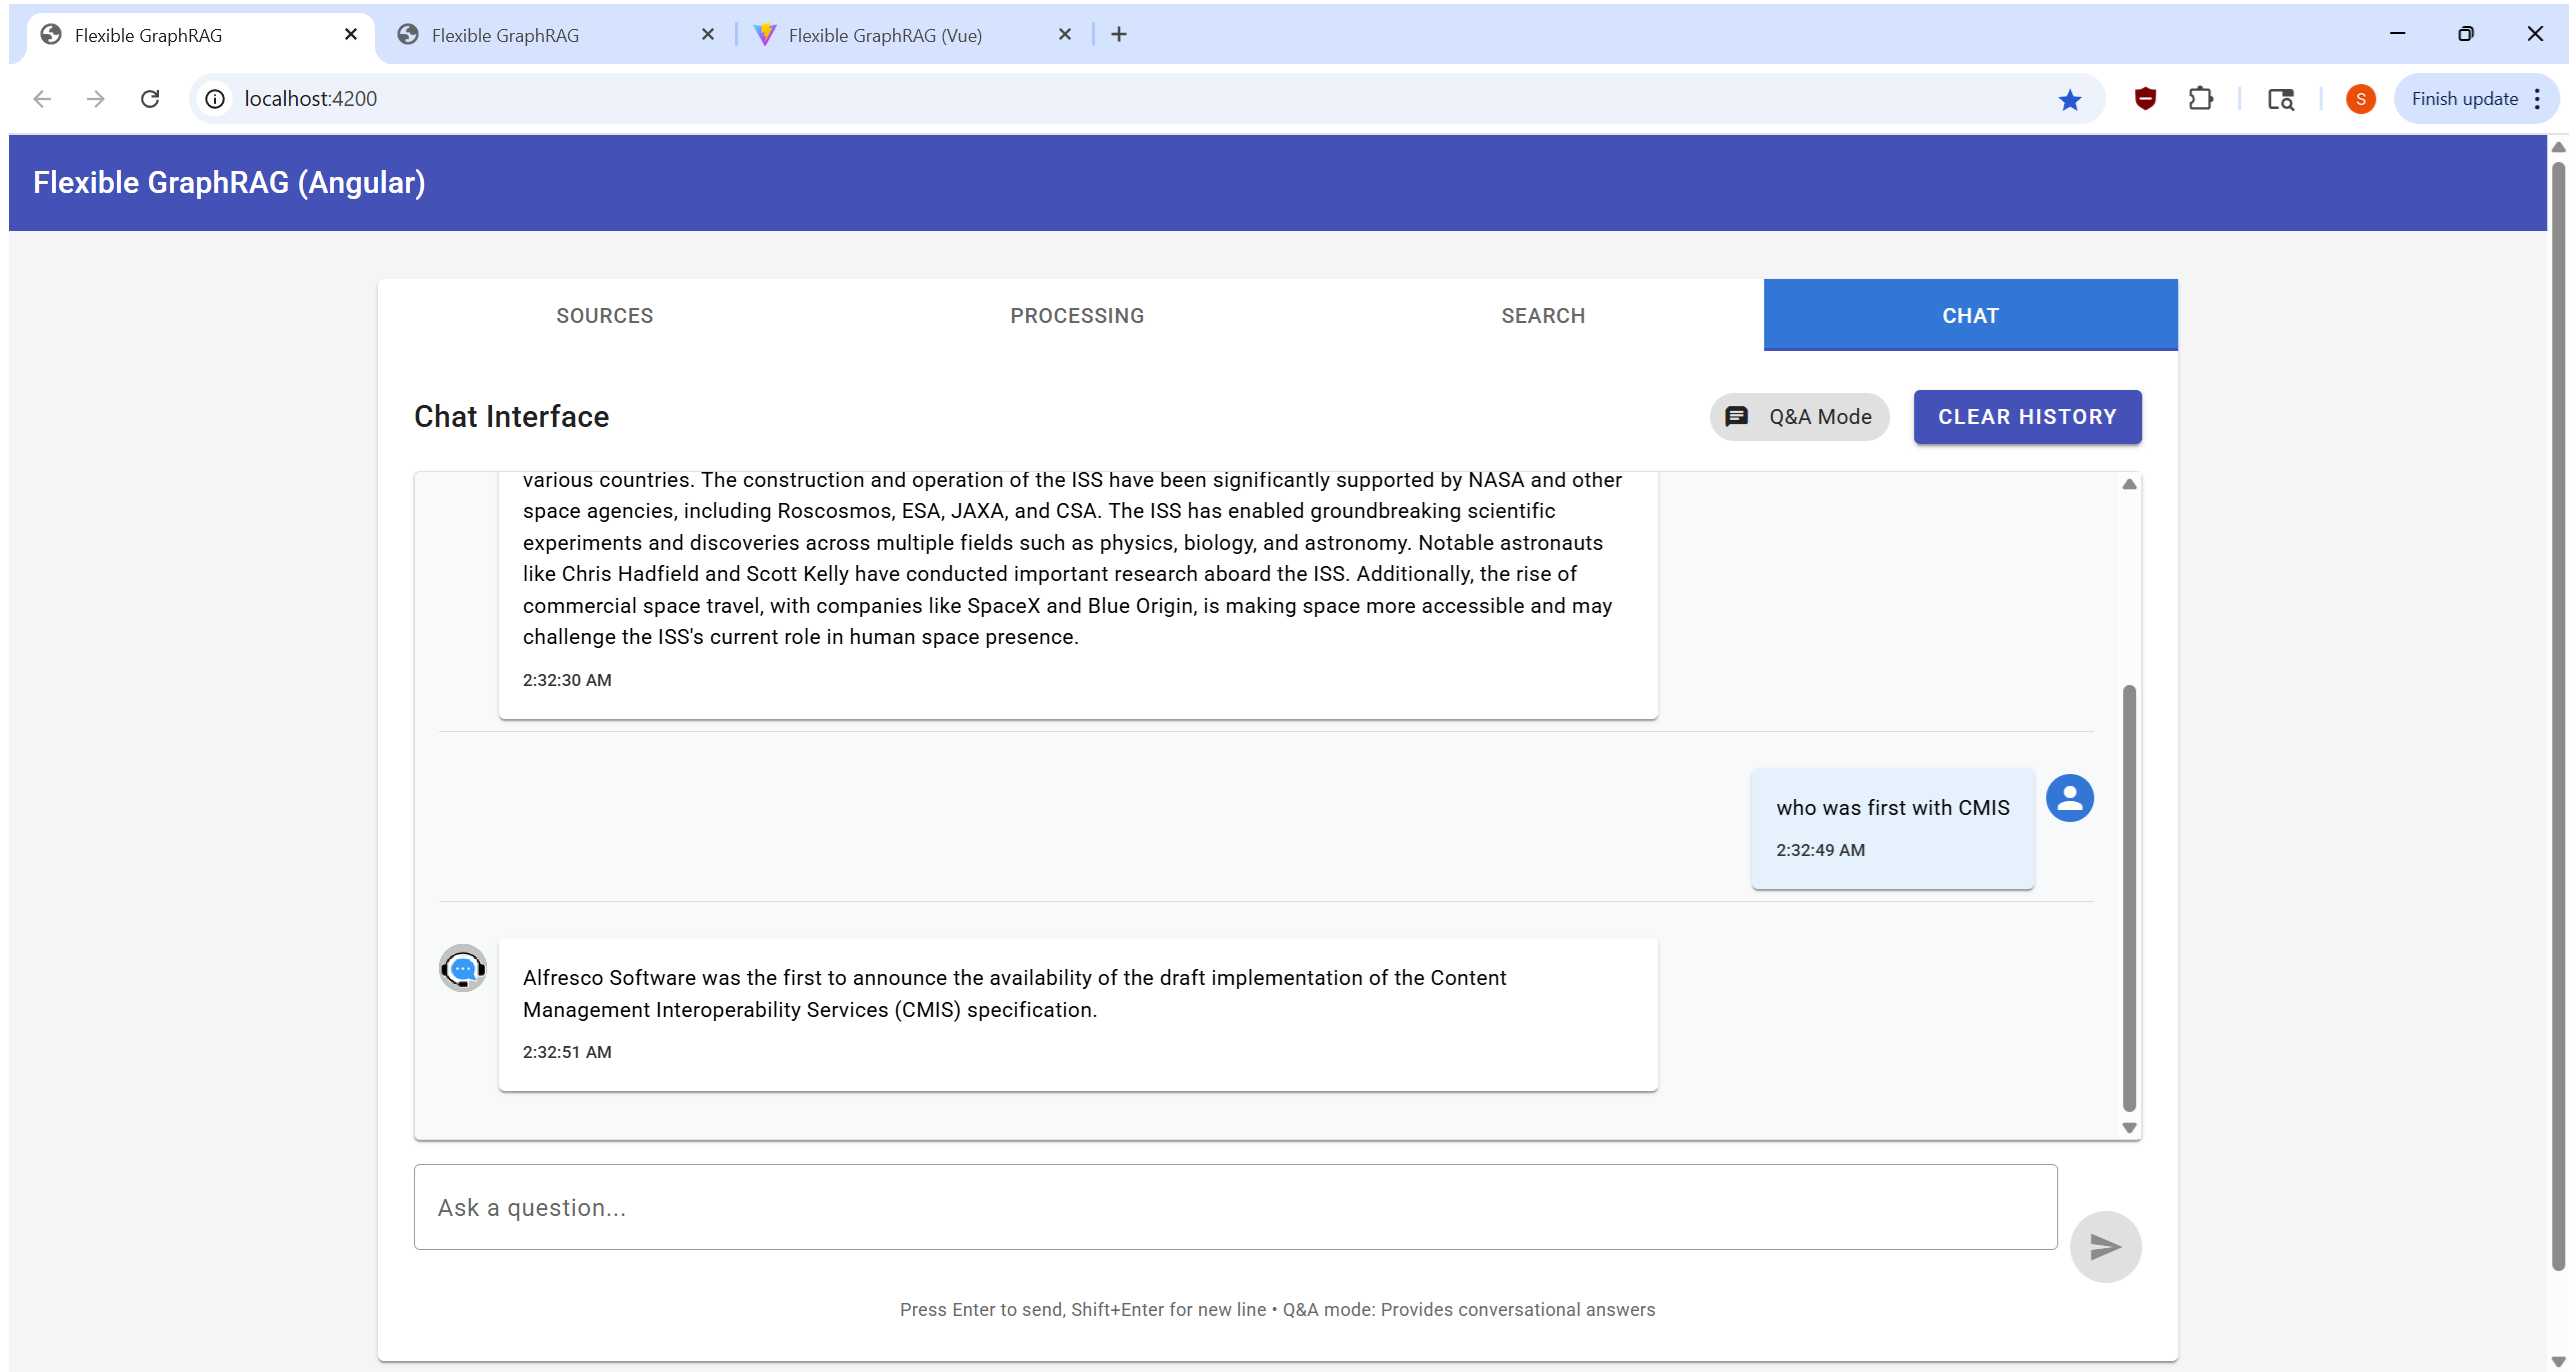 Flexible GraphRAG
Flexible GraphRAG
Flexible GraphRAG (Vue)
localhost:4200
S
Finish update
Flexible GraphRAG (Angular)
SOURCES
PROCESSING
SEARCH
CHAT
Chat Interface
Q&A Mode
CLEAR HISTORY
various countries. The construction and operation of the ISS have been significantly supported by NASA and other
space agencies, including Roscosmos, ESA, JAXA, and CSA. The ISS has enabled groundbreaking scientific
experiments and discoveries across multiple fields such as physics, biology, and astronomy. Notable astronauts
like Chris Hadfield and Scott Kelly have conducted important research aboard the ISS. Additionally, the rise of
commercial space travel, with companies like SpaceX and Blue Origin, is making space more accessible and may
challenge the ISS's current role in human space presence.
2:32:30 AM
who was first with CMIS
2:32:49 AM
Alfresco Software was the first to announce the availability of the draft implementation of the Content
Management Interoperability Services (CMIS) specification.
2:32:51 AM
Ask a question...
Press Enter to send, Shift+Enter for new line • Q&A mode: Provides conversational answers